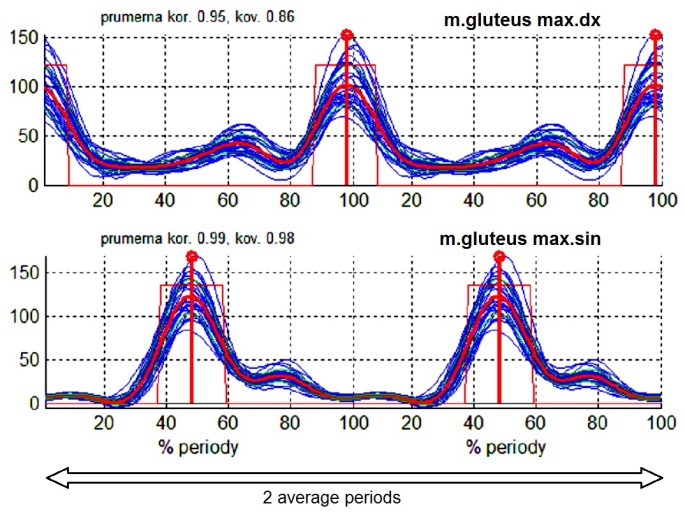 prumerna kor. 0.95, kov. 0.86
m.gluteus max.dx
150
100
50
0
20 40 60 80 100 20 40 60 80 100
prumerna kor. 0.99, kov. 0.98
m.gluteus max.sin
150
100
50
0
20 40 60 80 100 20 40 60 80 100
% periody % periody
2 average periods